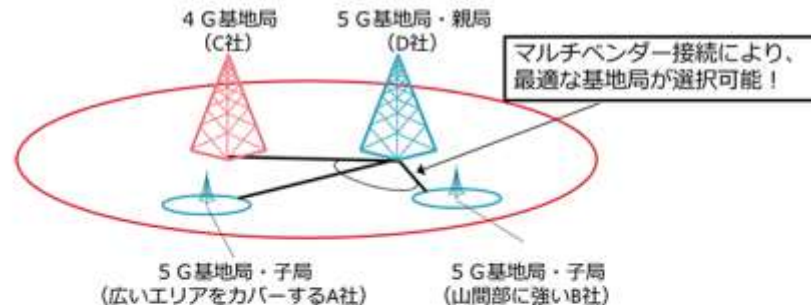 4G基地局
(C社)
5G基地局・親局
(D社)
マルチベンダー接続により、
最適な基地局が選択可能!
5G基地局・子局
(広いエリアをカバーするA社)
5G基地局・子局
(山間部に強いB社)